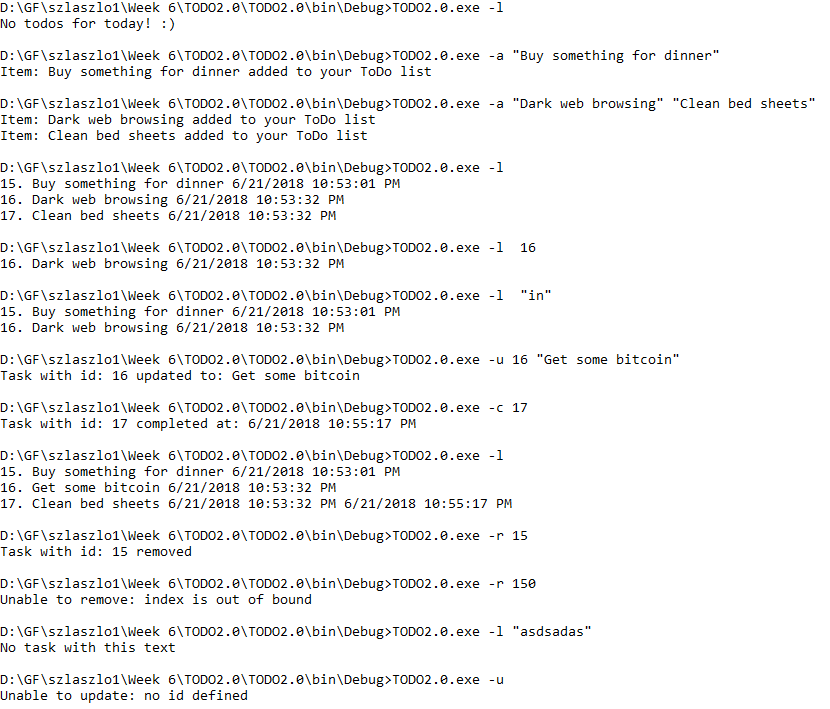 D:\GF\szlaszlo1\Week 6\TODO2.0\TODO2.0\bin\Debug>TODO2.0.exe -l
No todos for today! :)
D:\GF\szlaszlo1\Week 6\TODO2.0\TODO2.0\bin\Debug>TODO2.0.exe -a "Buy something for dinner"
Item: Buy something for dinner added to your ToDo list
D:\GF\szlaszlo1\Week 6\TODO2.0\TODO2.0\bin\Debug>TODO2.0.exe -a "Dark web browsing" "Clean bed sheets"
Item: Dark web browsing added to your ToDo list
Item: Clean bed sheets added to your ToDo list
D:\GF\szlaszlo1\Week 6\TODO2.0\TODO2.0\bin\Debug>TODO2.0.exe -l
15. Buy something for dinner 6/21/2018 10:53:01 PM
16. Dark web browsing 6/21/2018 10:53:32 PM
17. Clean bed sheets 6/21/2018 10:53:32 PM
D:\GF\szlaszlo1\Week 6\TODO2.0\TODO2.0\bin\Debug>TODO2.0.exe -l  16
16. Dark web browsing 6/21/2018 10:53:32 PM
D:\GF\szlaszlo1\Week 6\TODO2.0\TODO2.0\bin\Debug>TODO2.0.exe -l  "in"
15. Buy something for dinner 6/21/2018 10:53:01 PM
16. Dark web browsing 6/21/2018 10:53:32 PM
D:\GF\szlaszlo1\Week 6\TODO2.0\TODO2.0\bin\Debug>TODO2.0.exe -u 16 "Get some bitcoin"
Task with id: 16 updated to: Get some bitcoin
D:\GF\szlaszlo1\Week 6\TODO2.0\TODO2.0\bin\Debug>TODO2.0.exe -c 17
Task with id: 17 completed at: 6/21/2018 10:55:17 PM
D:\GF\szlaszlo1\Week 6\TODO2.0\TODO2.0\bin\Debug>TODO2.0.exe -l
15. Buy something for dinner 6/21/2018 10:53:01 PM
16. Get some bitcoin 6/21/2018 10:53:32 PM
17. Clean bed sheets 6/21/2018 10:53:32 PM 6/21/2018 10:55:17 PM
D:\GF\szlaszlo1\Week 6\TODO2.0\TODO2.0\bin\Debug>TODO2.0.exe -r 15
Task with id: 15 removed
D:\GF\szlaszlo1\Week 6\TODO2.0\TODO2.0\bin\Debug>TODO2.0.exe -r 150
Unable to remove: index is out of bound
D:\GF\szlaszlo1\Week 6\TODO2.0\TODO2.0\bin\Debug>TODO2.0.exe -l "asdsadas"
No task with this text
D:\GF\szlaszlo1\Week 6\TODO2.0\TODO2.0\bin\Debug>TODO2.0.exe -u
Unable to update: no id defined